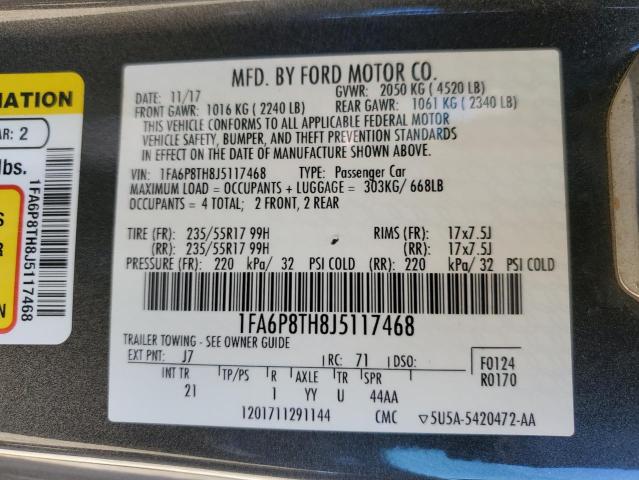 MATION
AR: 2
lbs.
S
R
N
1FA6P8TH8J5117468
MFD. BY FORD MOTOR CO.
DATE: 11/17 GVWR: 2050 KG ( 4520 LB)
FRONT GAWR: 1016 KG ( 2240 LB) REAR GAWR: 1061 KG ( 2340 LB)
THIS VEHICLE CONFORMS TO ALL APPLICABLE FEDERAL MOTOR
VEHICLE SAFETY, BUMPER, AND THEFT PREVENTION STANDARDS
IN EFFECT ON THE DATE OF MANUFACTURE SHOWN ABOVE.
VIN: 1FA6P8TH8J5117468 TYPE: Passenger Car
MAXIMUM LOAD = OCCUPANTS + LUGGAGE = 303KG/ 668LB
OCCUPANTS = 4 TOTAL; 2 FRONT, 2 REAR
TIRE (FR): 235/55R17 99H RIMS (FR): 17x7.5J
(RR): 235/55R17 99H (RR): 17x7.5J
PRESSURE (FR): 220 kPa/ 32 PSI COLD (RR): 220 kPa/ 32 PSI COLD
1FA6P8TH8J5117468
TRAILER TOWING - SEE OWNER GUIDE
EXT PNT: J7 RC: 71 DSO: F0124
INT TR TP/PS R AXLE TR SPR R0170
21 1 YY U 44AA
1201711291144 CMC ▽5U5A-5420472-AA